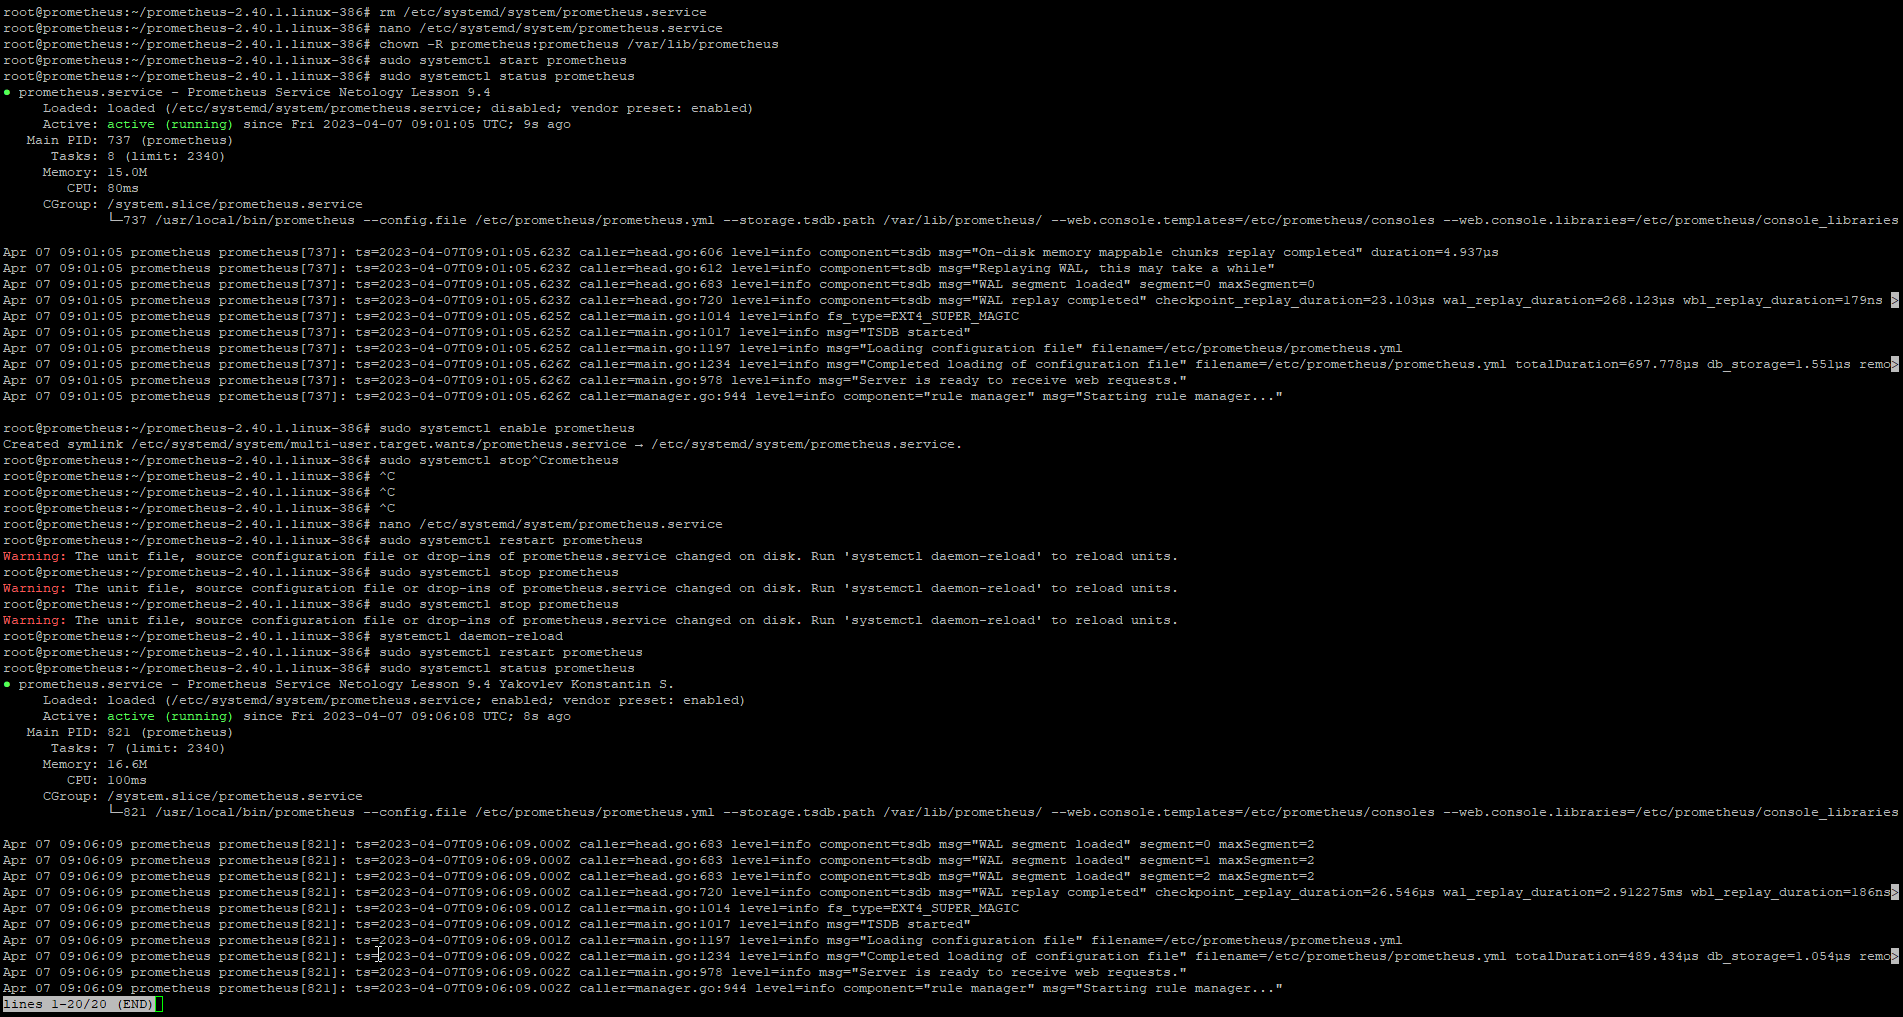 root@prometheus:~/prometheus-2.40.1.linux-386# rm /etc/systemd/system/prometheus.service
root@prometheus:~/prometheus-2.40.1.linux-386# nano /etc/systemd/system/prometheus.service
root@prometheus:~/prometheus-2.40.1.linux-386# chown -R prometheus:prometheus /var/lib/prometheus
root@prometheus:~/prometheus-2.40.1.linux-386# sudo systemctl start prometheus
root@prometheus:~/prometheus-2.40.1.linux-386# sudo systemctl status prometheus
● prometheus.service - Prometheus Service Netology Lesson 9.4
     Loaded: loaded (/etc/systemd/system/prometheus.service; disabled; vendor preset: enabled)
     Active: active (running) since Fri 2023-04-07 09:01:05 UTC; 9s ago
   Main PID: 737 (prometheus)
      Tasks: 8 (limit: 2340)
     Memory: 15.0M
        CPU: 80ms
     CGroup: /system.slice/prometheus.service
             └─737 /usr/local/bin/prometheus --config.file /etc/prometheus/prometheus.yml --storage.tsdb.path /var/lib/prometheus/ --web.console.templates=/etc/prometheus/consoles --web.console.libraries=/etc/prometheus/console_libraries
Apr 07 09:01:05 prometheus prometheus[737]: ts=2023-04-07T09:01:05.623Z caller=head.go:606 level=info component=tsdb msg="On-disk memory mappable chunks replay completed" duration=4.937µs
Apr 07 09:01:05 prometheus prometheus[737]: ts=2023-04-07T09:01:05.623Z caller=head.go:612 level=info component=tsdb msg="Replaying WAL, this may take a while"
Apr 07 09:01:05 prometheus prometheus[737]: ts=2023-04-07T09:01:05.623Z caller=head.go:683 level=info component=tsdb msg="WAL segment loaded" segment=0 maxSegment=0
Apr 07 09:01:05 prometheus prometheus[737]: ts=2023-04-07T09:01:05.623Z caller=head.go:720 level=info component=tsdb msg="WAL replay completed" checkpoint_replay_duration=23.103µs wal_replay_duration=268.123µs wbl_replay_duration=179ns >
Apr 07 09:01:05 prometheus prometheus[737]: ts=2023-04-07T09:01:05.625Z caller=main.go:1014 level=info fs_type=EXT4_SUPER_MAGIC
Apr 07 09:01:05 prometheus prometheus[737]: ts=2023-04-07T09:01:05.625Z caller=main.go:1017 level=info msg="TSDB started"
Apr 07 09:01:05 prometheus prometheus[737]: ts=2023-04-07T09:01:05.625Z caller=main.go:1197 level=info msg="Loading configuration file" filename=/etc/prometheus/prometheus.yml
Apr 07 09:01:05 prometheus prometheus[737]: ts=2023-04-07T09:01:05.626Z caller=main.go:1234 level=info msg="Completed loading of configuration file" filename=/etc/prometheus/prometheus.yml totalDuration=697.778µs db_storage=1.551µs remo>
Apr 07 09:01:05 prometheus prometheus[737]: ts=2023-04-07T09:01:05.626Z caller=main.go:978 level=info msg="Server is ready to receive web requests."
Apr 07 09:01:05 prometheus prometheus[737]: ts=2023-04-07T09:01:05.626Z caller=manager.go:944 level=info component="rule manager" msg="Starting rule manager..."
root@prometheus:~/prometheus-2.40.1.linux-386# sudo systemctl enable prometheus
Created symlink /etc/systemd/system/multi-user.target.wants/prometheus.service → /etc/systemd/system/prometheus.service.
root@prometheus:~/prometheus-2.40.1.linux-386# sudo systemctl stop^Crometheus
root@prometheus:~/prometheus-2.40.1.linux-386# ^C
root@prometheus:~/prometheus-2.40.1.linux-386# ^C
root@prometheus:~/prometheus-2.40.1.linux-386# ^C
root@prometheus:~/prometheus-2.40.1.linux-386# nano /etc/systemd/system/prometheus.service
root@prometheus:~/prometheus-2.40.1.linux-386# sudo systemctl restart prometheus
Warning: The unit file, source configuration file or drop-ins of prometheus.service changed on disk. Run 'systemctl daemon-reload' to reload units.
root@prometheus:~/prometheus-2.40.1.linux-386# sudo systemctl stop prometheus
Warning: The unit file, source configuration file or drop-ins of prometheus.service changed on disk. Run 'systemctl daemon-reload' to reload units.
root@prometheus:~/prometheus-2.40.1.linux-386# sudo systemctl stop prometheus
Warning: The unit file, source configuration file or drop-ins of prometheus.service changed on disk. Run 'systemctl daemon-reload' to reload units.
root@prometheus:~/prometheus-2.40.1.linux-386# systemctl daemon-reload
root@prometheus:~/prometheus-2.40.1.linux-386# sudo systemctl restart prometheus
root@prometheus:~/prometheus-2.40.1.linux-386# sudo systemctl status prometheus
● prometheus.service - Prometheus Service Netology Lesson 9.4 Yakovlev Konstantin S.
     Loaded: loaded (/etc/systemd/system/prometheus.service; enabled; vendor preset: enabled)
     Active: active (running) since Fri 2023-04-07 09:06:08 UTC; 8s ago
   Main PID: 821 (prometheus)
      Tasks: 7 (limit: 2340)
     Memory: 16.6M
        CPU: 100ms
     CGroup: /system.slice/prometheus.service
             └─821 /usr/local/bin/prometheus --config.file /etc/prometheus/prometheus.yml --storage.tsdb.path /var/lib/prometheus/ --web.console.templates=/etc/prometheus/consoles --web.console.libraries=/etc/prometheus/console_libraries
Apr 07 09:06:09 prometheus prometheus[821]: ts=2023-04-07T09:06:09.000Z caller=head.go:683 level=info component=tsdb msg="WAL segment loaded" segment=0 maxSegment=2
Apr 07 09:06:09 prometheus prometheus[821]: ts=2023-04-07T09:06:09.000Z caller=head.go:683 level=info component=tsdb msg="WAL segment loaded" segment=1 maxSegment=2
Apr 07 09:06:09 prometheus prometheus[821]: ts=2023-04-07T09:06:09.000Z caller=head.go:683 level=info component=tsdb msg="WAL segment loaded" segment=2 maxSegment=2
Apr 07 09:06:09 prometheus prometheus[821]: ts=2023-04-07T09:06:09.000Z caller=head.go:720 level=info component=tsdb msg="WAL replay completed" checkpoint_replay_duration=26.546µs wal_replay_duration=2.912275ms wbl_replay_duration=186ns>
Apr 07 09:06:09 prometheus prometheus[821]: ts=2023-04-07T09:06:09.001Z caller=main.go:1014 level=info fs_type=EXT4_SUPER_MAGIC
Apr 07 09:06:09 prometheus prometheus[821]: ts=2023-04-07T09:06:09.001Z caller=main.go:1017 level=info msg="TSDB started"
Apr 07 09:06:09 prometheus prometheus[821]: ts=2023-04-07T09:06:09.001Z caller=main.go:1197 level=info msg="Loading configuration file" filename=/etc/prometheus/prometheus.yml
Apr 07 09:06:09 prometheus prometheus[821]: ts=2023-04-07T09:06:09.002Z caller=main.go:1234 level=info msg="Completed loading of configuration file" filename=/etc/prometheus/prometheus.yml totalDuration=489.434µs db_storage=1.054µs remo>
Apr 07 09:06:09 prometheus prometheus[821]: ts=2023-04-07T09:06:09.002Z caller=main.go:978 level=info msg="Server is ready to receive web requests."
Apr 07 09:06:09 prometheus prometheus[821]: ts=2023-04-07T09:06:09.002Z caller=manager.go:944 level=info component="rule manager" msg="Starting rule manager..."
lines 1-20/20 (END)